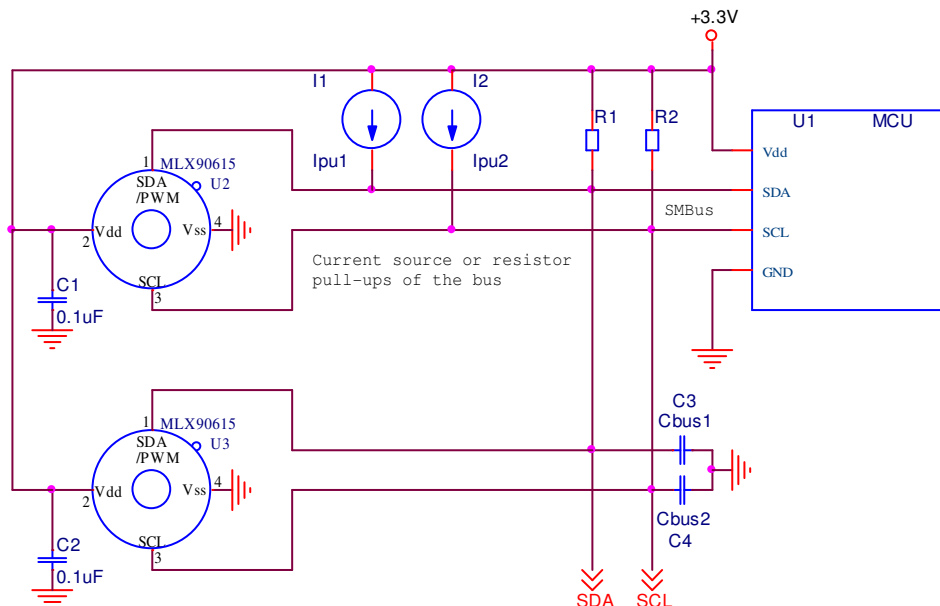 +3.3V
I1
I2
R1
R2
U1
MCU
1
MLX90615
U2
SDA
/PWM
Ipu1
Ipu2
Vdd
SDA
SMBus
SCL
GND
Vdd
2
Vss
4
SCL
3
Current source or resistor
pull-ups of the bus
C1
0.1uF
1
MLX90615
U3
SDA
/PWM
Vdd
2
Vss
4
SCL
3
C3
Cbus1
Cbus2
C4
C2
0.1uF
SDA
SCL